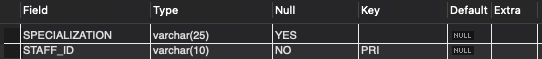 Field Type Null Key Default Extra
SPECIALIZATION varchar(25) YES NULL
STAFF_ID varchar(10) NO PRI NULL